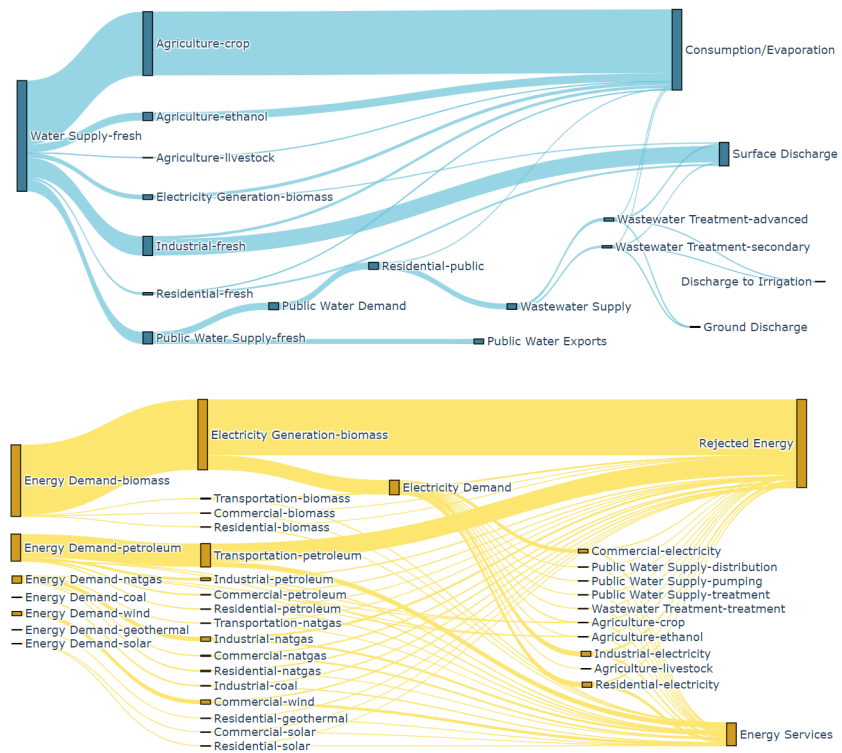 Agriculture-crop
Consumption/Evaporation
Agriculture-ethanol
Water Supply-fresh
Surface Discharge
Agriculture-livestock
Electricity Generation-biomass
Wastewater Treatment-advanced
Industrial-fresh
Wastewater Treatment-secondary
Residential-public
Discharge to Irrigation
Residential-fresh
Public Water Demand
Wastewater Supply
Ground Discharge
Public Water Supply-fresh
Public Water Exports
Electricity Generation-biomass
Rejected Energy
Energy Demand-biomass
Electricity Demand
Transportation-biomass
Commercial-biomass
Residential-biomass
Energy Demand-petroleum
Transportation-petroleum
Commercial-electricity
Public Water Supply-distribution
Energy Demand-natgas
Industrial-petroleum
Public Water Supply-pumping
Energy Demand-coal
Commercial-petroleum
Public Water Supply-treatment
Energy Demand-wind
Residential-petroleum
Wastewater Treatment-treatment
Transportation-natgas
Agriculture-crop
Energy Demand-geothermal
Industrial-natgas
Agriculture-ethanol
Energy Demand-solar
Commercial-natgas
Industrial-electricity
Residential-natgas
Agriculture-livestock
Industrial-coal
Residential-electricity
Commercial-wind
Residential-geothermal
Commercial-solar
Energy Services
Residential-solar